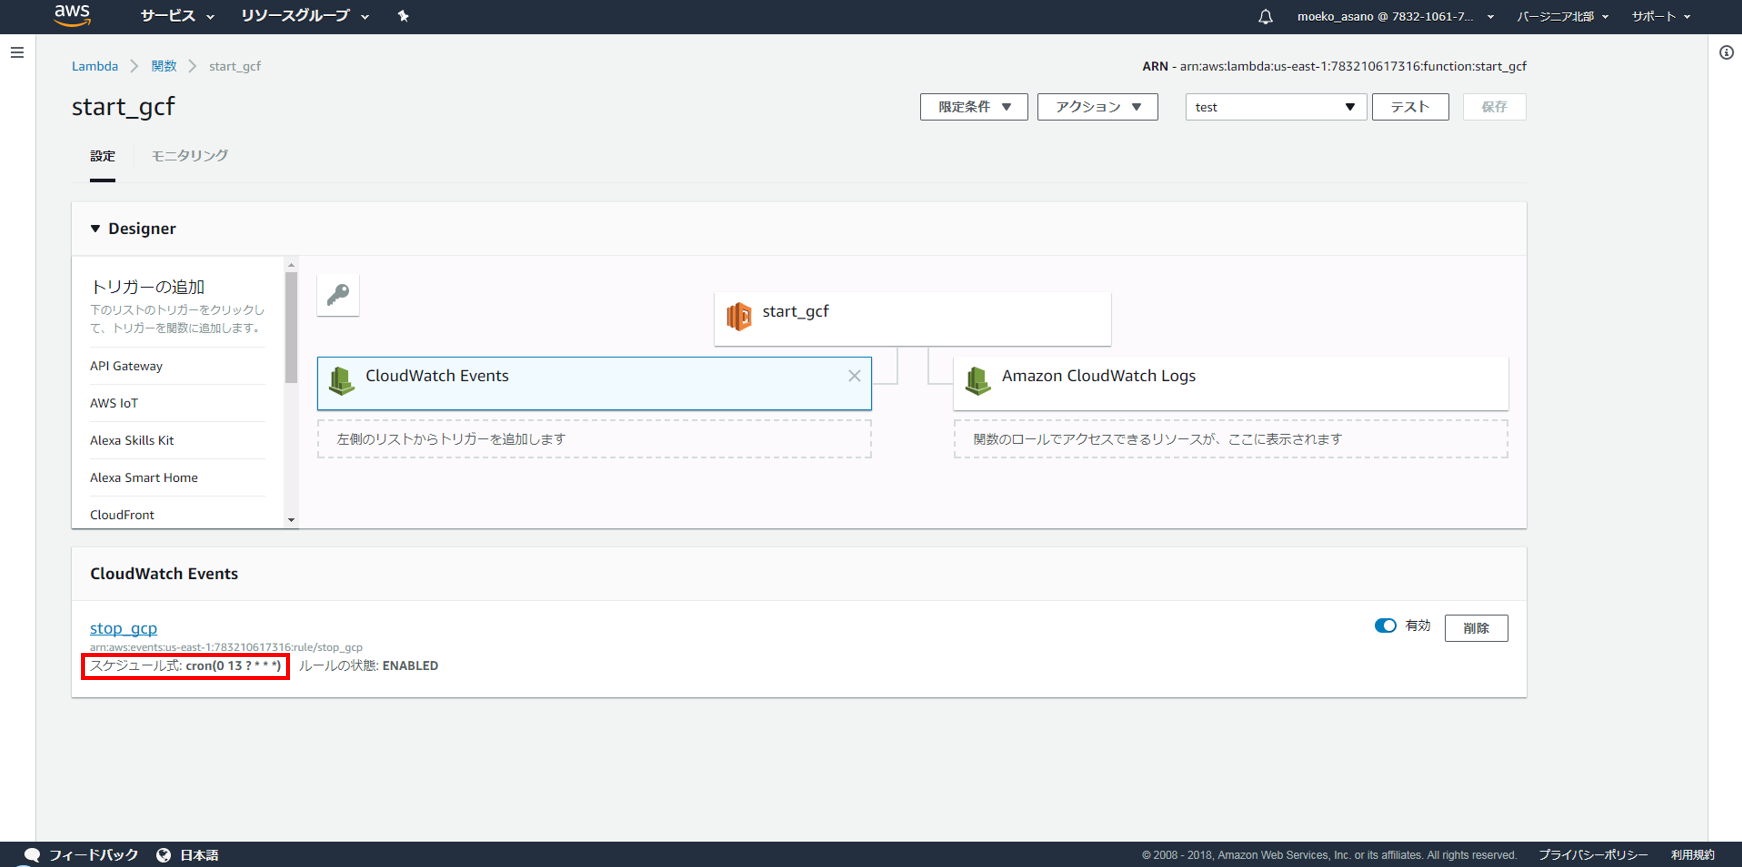 aws サービス リソースグループ moeko_asano @ 7832-1061-7... バージニア北部 サポート
Lambda 関数 start_gcf ARN - arn:aws:lambda:us-east-1:783210617316:function:start_gcf
start_gcf 限定条件 アクション test テスト 保存
設定 モニタリング
Designer
トリガーの追加
下のリストのトリガーをクリックし
て、トリガーを関数に追加します。
API Gateway
AWS IoT
Alexa Skills Kit
Alexa Smart Home
CloudFront
start_gcf
CloudWatch Events
Amazon CloudWatch Logs
左側のリストからトリガーを追加します
関数のロールでアクセスできるリソースが、ここに表示されます
CloudWatch Events
stop_gcp 有効 削除
arn:aws:events:us-east-1:783210617316:rule/stop_gcp
スケジュール式: cron(0 13 ? * * *) ルールの状態: ENABLED
フィードバック 日本語 © 2008 - 2018, Amazon Web Services, Inc. or its affiliates. All rights reserved. プライバシーポリシー 利用規約